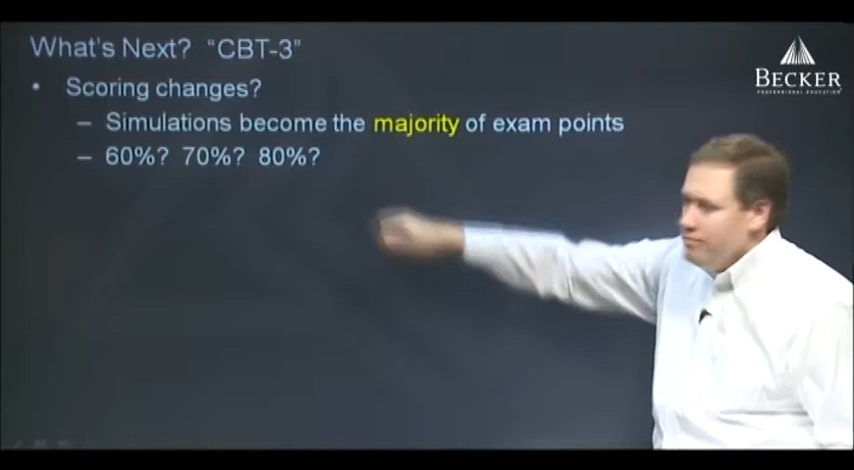 What's Next? "CBT-3"
• Scoring changes?
– Simulations become the majority of exam points
– 60%? 70%? 80%?
BECKER
PROFESSIONAL EDUCATION